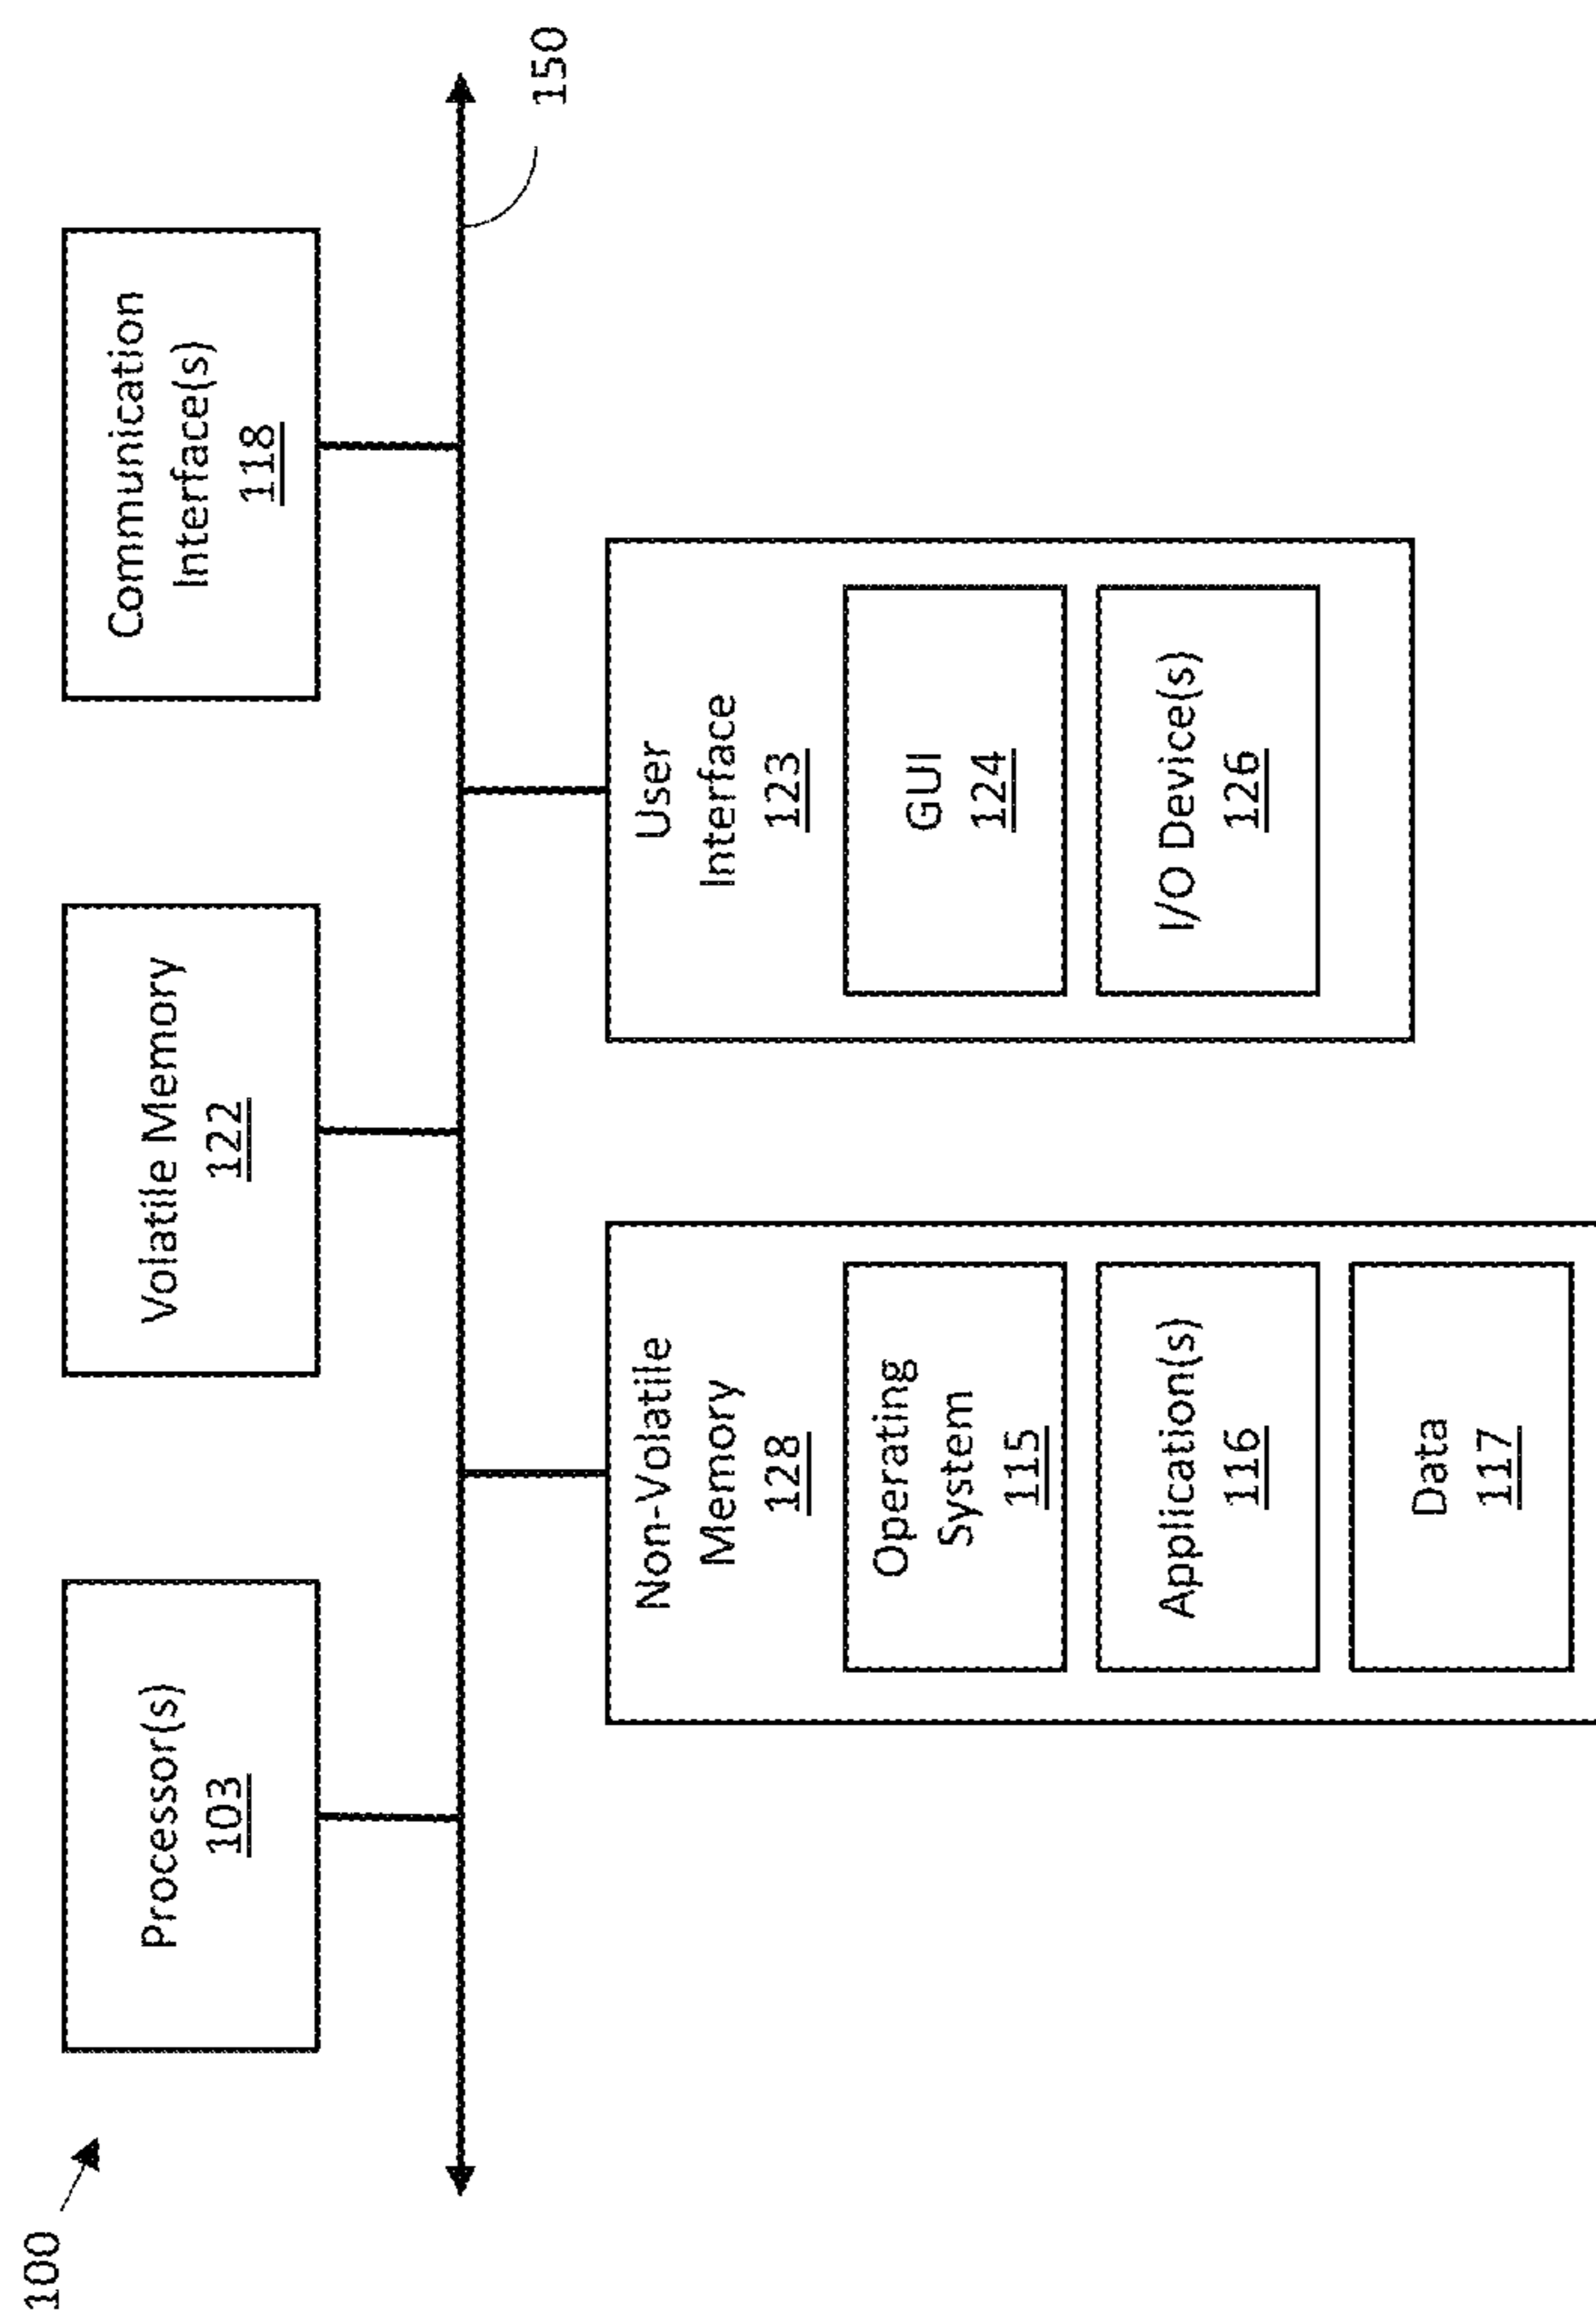 100
Processor(s)
103
Volatile Memory
122
Communication
Interface(s)
118
150
Non-Volatile
Memory
128
Operating
System
115
Application(s)
116
Data
117
User
Interface
123
GUI
124
I/O Device(s)
126